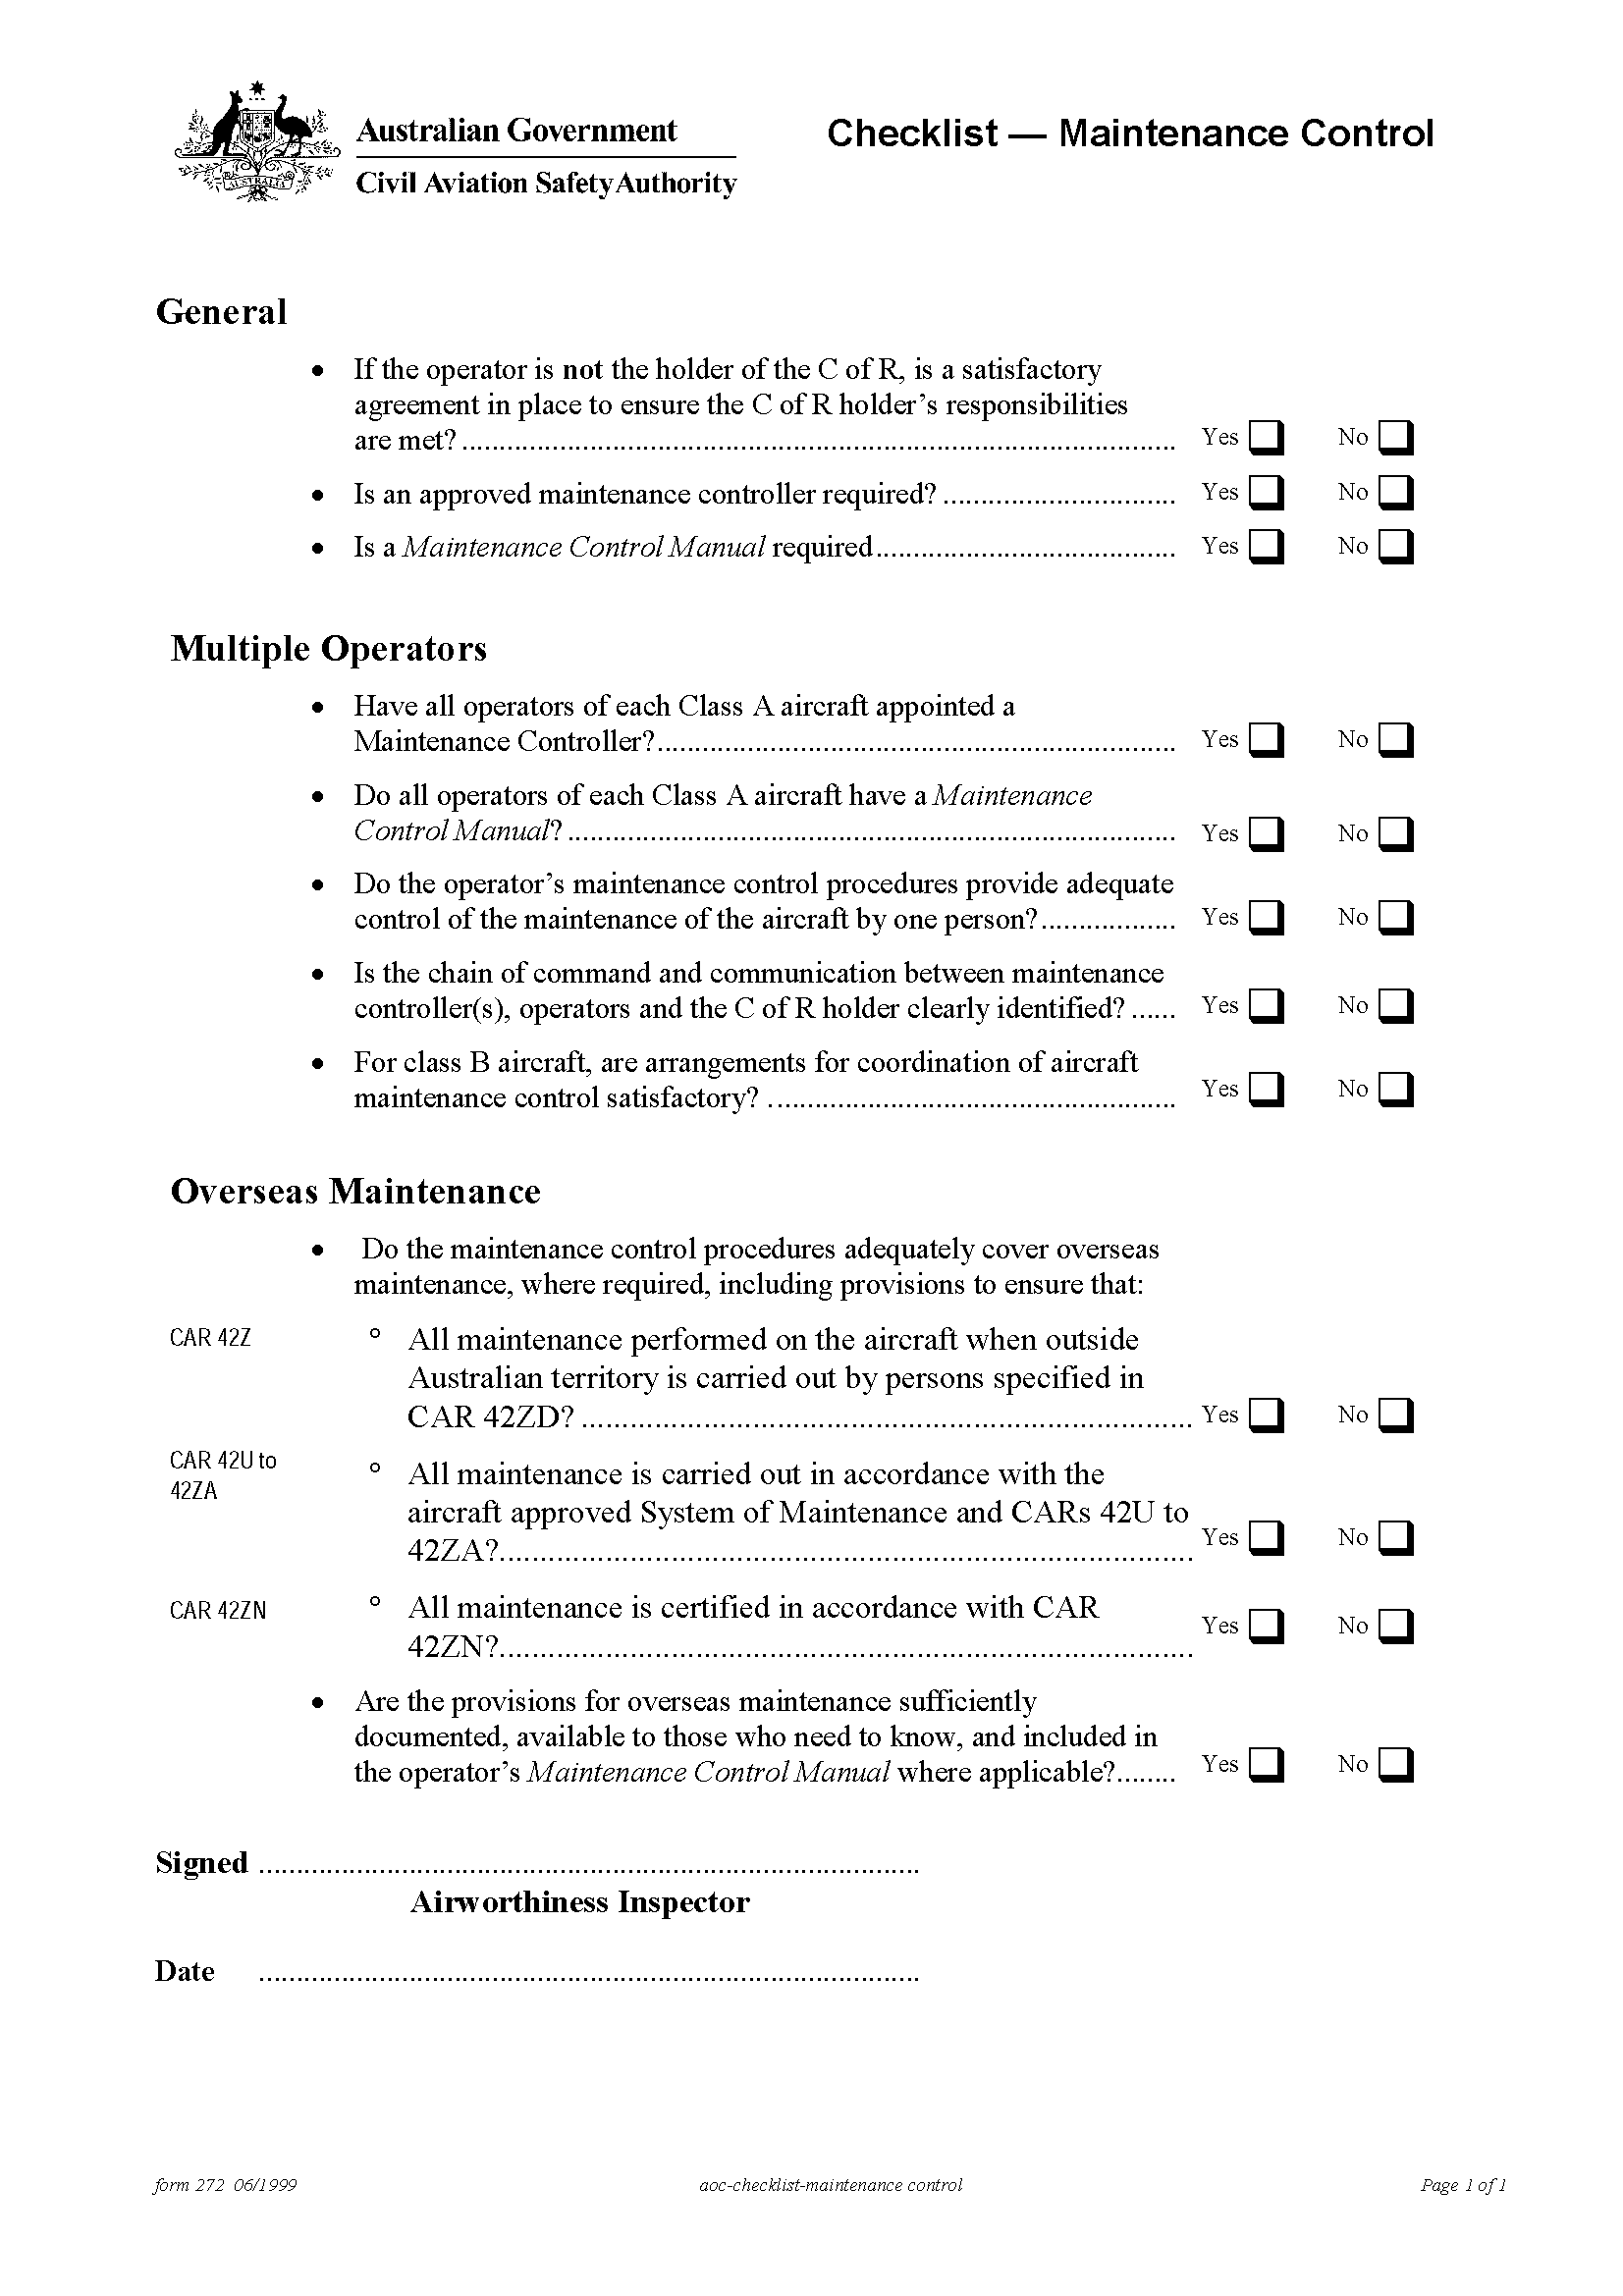 Australian Government
Civil Aviation Safety Authority
Checklist — Maintenance Control
AUSTRALIA
General
• If the operator is not the holder of the C of R, is a satisfactory
agreement in place to ensure the C of R holder’s responsibilities
are met? ............................................................................................... Yes No
• Is an approved maintenance controller required? ............................... Yes No
• Is a Maintenance Control Manual required........................................ Yes No
Multiple Operators
• Have all operators of each Class A aircraft appointed a
Maintenance Controller?..................................................................... Yes No
• Do all operators of each Class A aircraft have a Maintenance
Control Manual? ................................................................................. Yes No
• Do the operator’s maintenance control procedures provide adequate
control of the maintenance of the aircraft by one person?.................. Yes No
• Is the chain of command and communication between maintenance
controller(s), operators and the C of R holder clearly identified? ...... Yes No
• For class B aircraft, are arrangements for coordination of aircraft
maintenance control satisfactory? ...................................................... Yes No
Overseas Maintenance
• Do the maintenance control procedures adequately cover overseas
maintenance, where required, including provisions to ensure that:
CAR 42Z ° All maintenance performed on the aircraft when outside
Australian territory is carried out by persons specified in
CAR 42ZD? ............................................................................ Yes No
CAR 42U to
42ZA
° All maintenance is carried out in accordance with the
aircraft approved System of Maintenance and CARs 42U to
42ZA?...................................................................................... Yes No
CAR 42ZN ° All maintenance is certified in accordance with CAR
42ZN?...................................................................................... Yes No
• Are the provisions for overseas maintenance sufficiently
documented, available to those who need to know, and included in
the operator’s Maintenance Control Manual where applicable?........ Yes No
Signed ........................................................................................
Airworthiness Inspector
Date ........................................................................................
form 272 06/1999 aoc-checklist-maintenance control Page 1 of 1